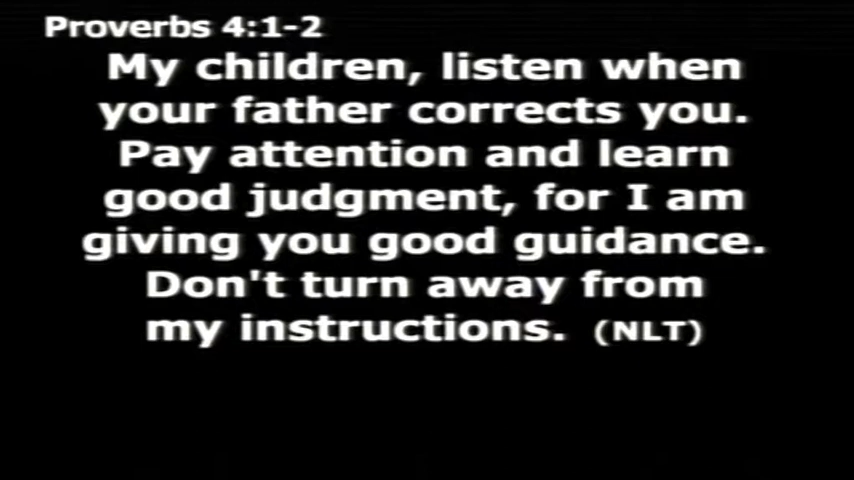 Proverbs 4:1-2
My children, listen when
your father corrects you.
Pay attention and learn
good judgment, for I am
giving you good guidance.
Don't turn away from
my instructions. (NLT)